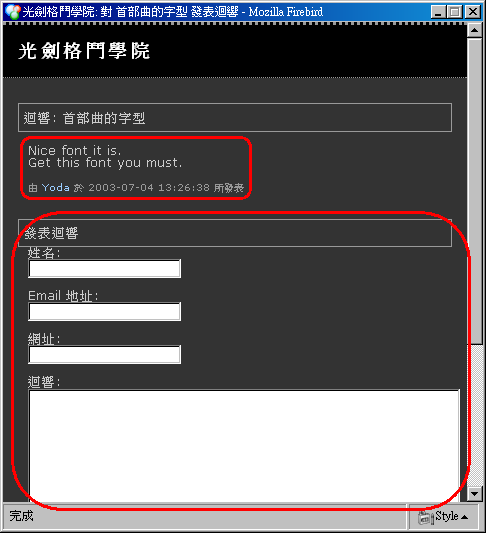 光劍格鬥學院: 對 首部曲的字型 發表迴響 - Mozilla Firebird
光劍格鬥學院
迴響: 首部曲的字型
Nice font it is.
Get this font you must.
由 Yoda 於 2003-07-04 13:26:38 所發表
發表迴響
姓名:
Email 地址:
網址:
迴響:
完成
Style